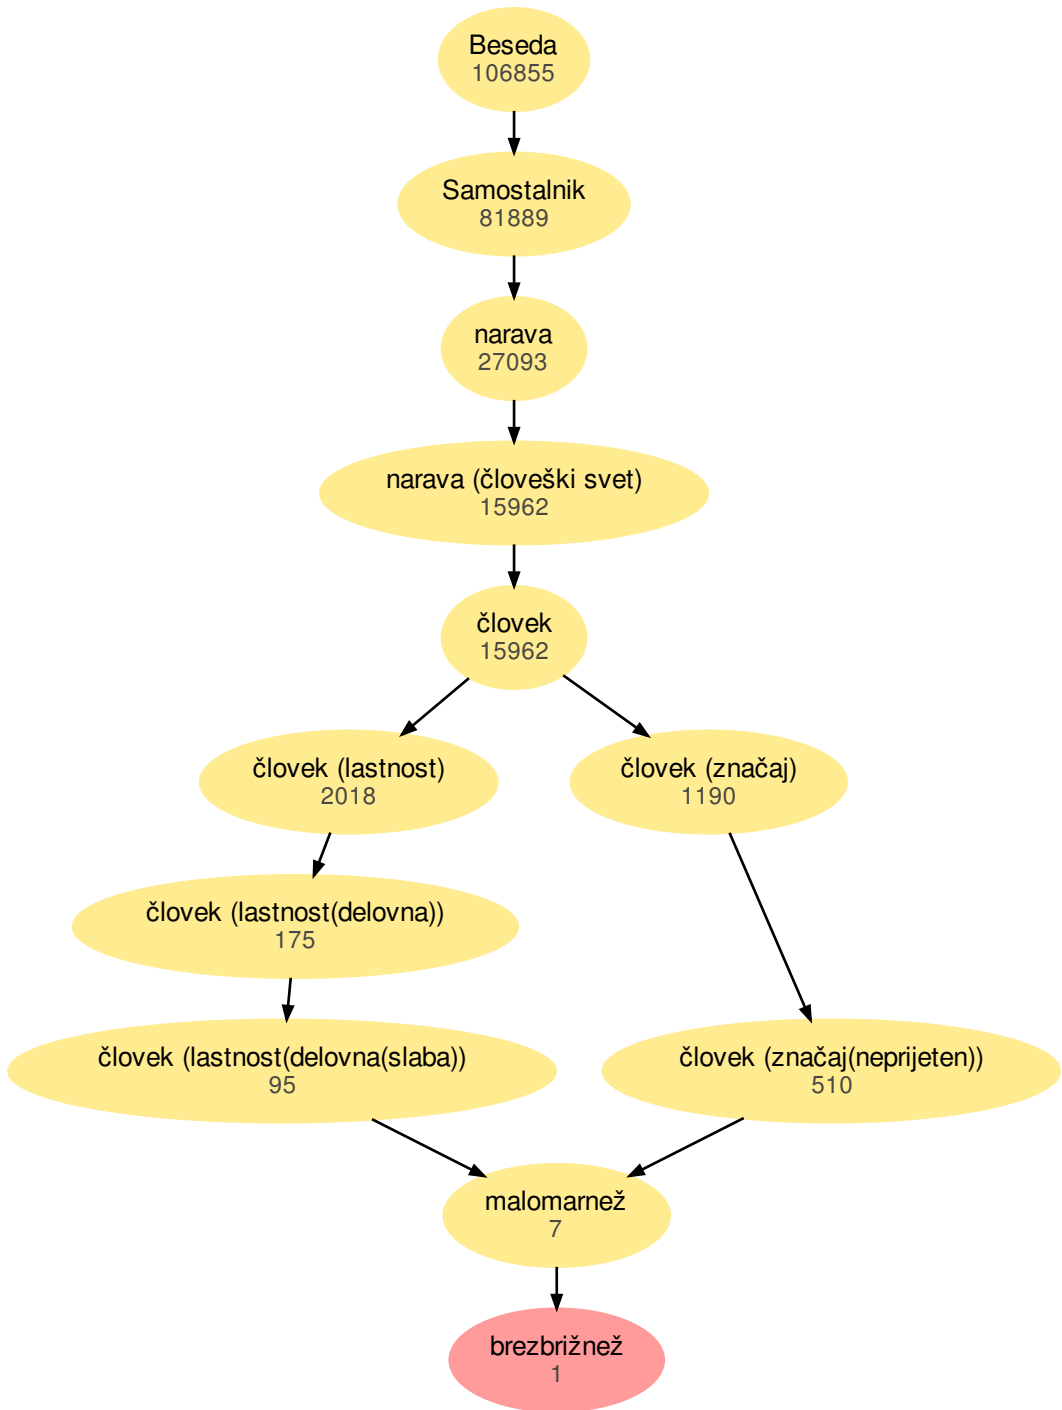 Beseda
106855
Samostalnik
81889
narava
27093
narava (človeški svet)
15962
človek
15962
človek (lastnost)
2018
človek (značaj)
1190
človek (lastnost(delovna))
175
človek (lastnost(delovna(slaba))
95
človek (značaj(neprijeten))
510
malomarnež
7
brezbrižnež
1